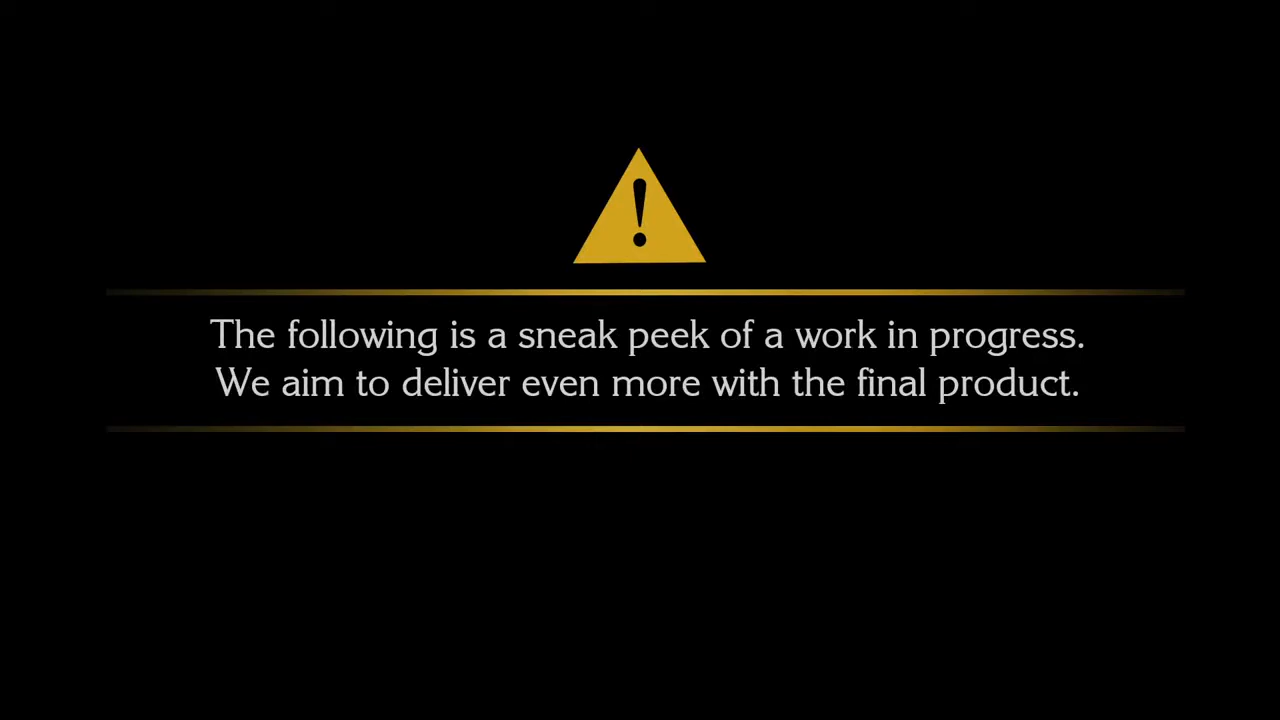 The following is a sneak peek of a work in progress.
We aim to deliver even more with the final product.